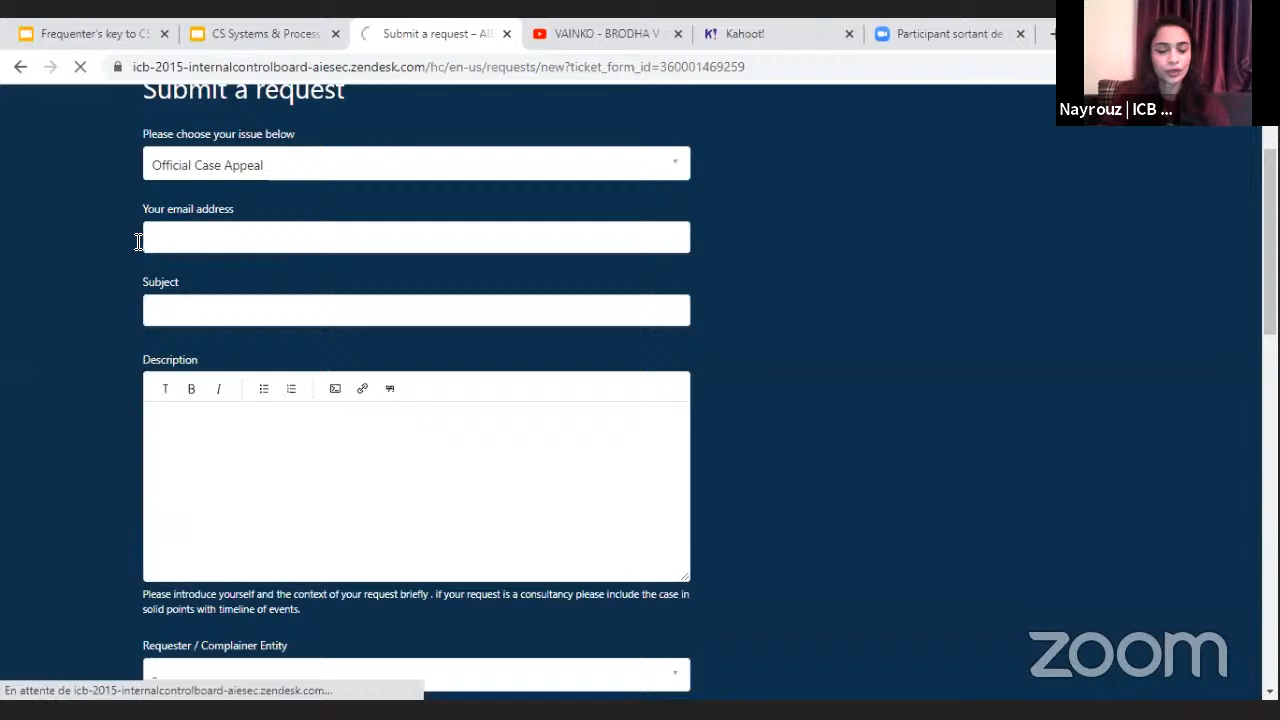 Frequenter's key to CS
CS Systems & Process
Submit a request – AIE
VAINKO - BRODHA V
Kahoot!
Participant sortant de
icb-2015-internalcontrolboard-aiesec.zendesk.com/hc/en-us/requests/new?ticket_form_id=360001469259
Nayrouz | ICB ...
Submit a request
Please choose your issue below
Official Case Appeal
Your email address
Subject
Description
T B I
Please introduce yourself and the context of your request briefly . if your request is a consultancy please include the case in
solid points with timeline of events.
Requester / Complainer Entity
-
zoom
En attente de icb-2015-internalcontrolboard-aiesec.zendesk.com...